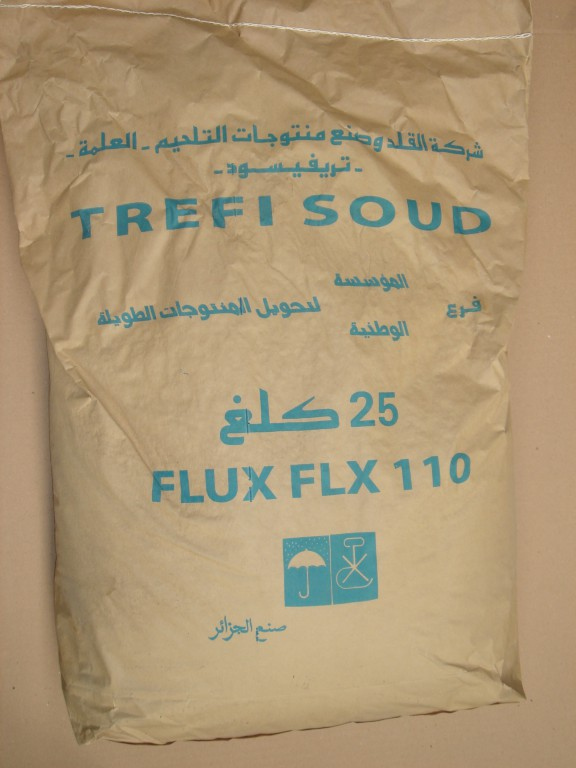 شركة القلد وصنع منتوجات التلحيم - العلمة -
- تريفيسود -
TREFI SOUD
فرع المؤسسة الوطنية لتحويل المنتوجات الطويلة
25 كلغ
FLUX FLX 110
صنع الجزائر